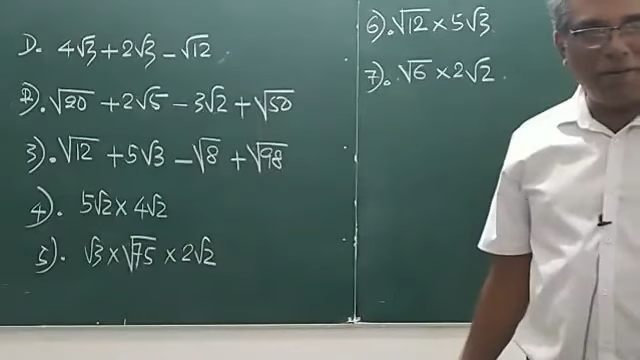 1). 4√3 + 2√3 - √12
2). √20 + 2√5 - 3√2 + √50
3). √12 + 5√3 - √8 + √98
4). 5√2 × 4√2
5). √3 × √75 × 2√2
6). √12 × 5√3
7). √6 × 2√2